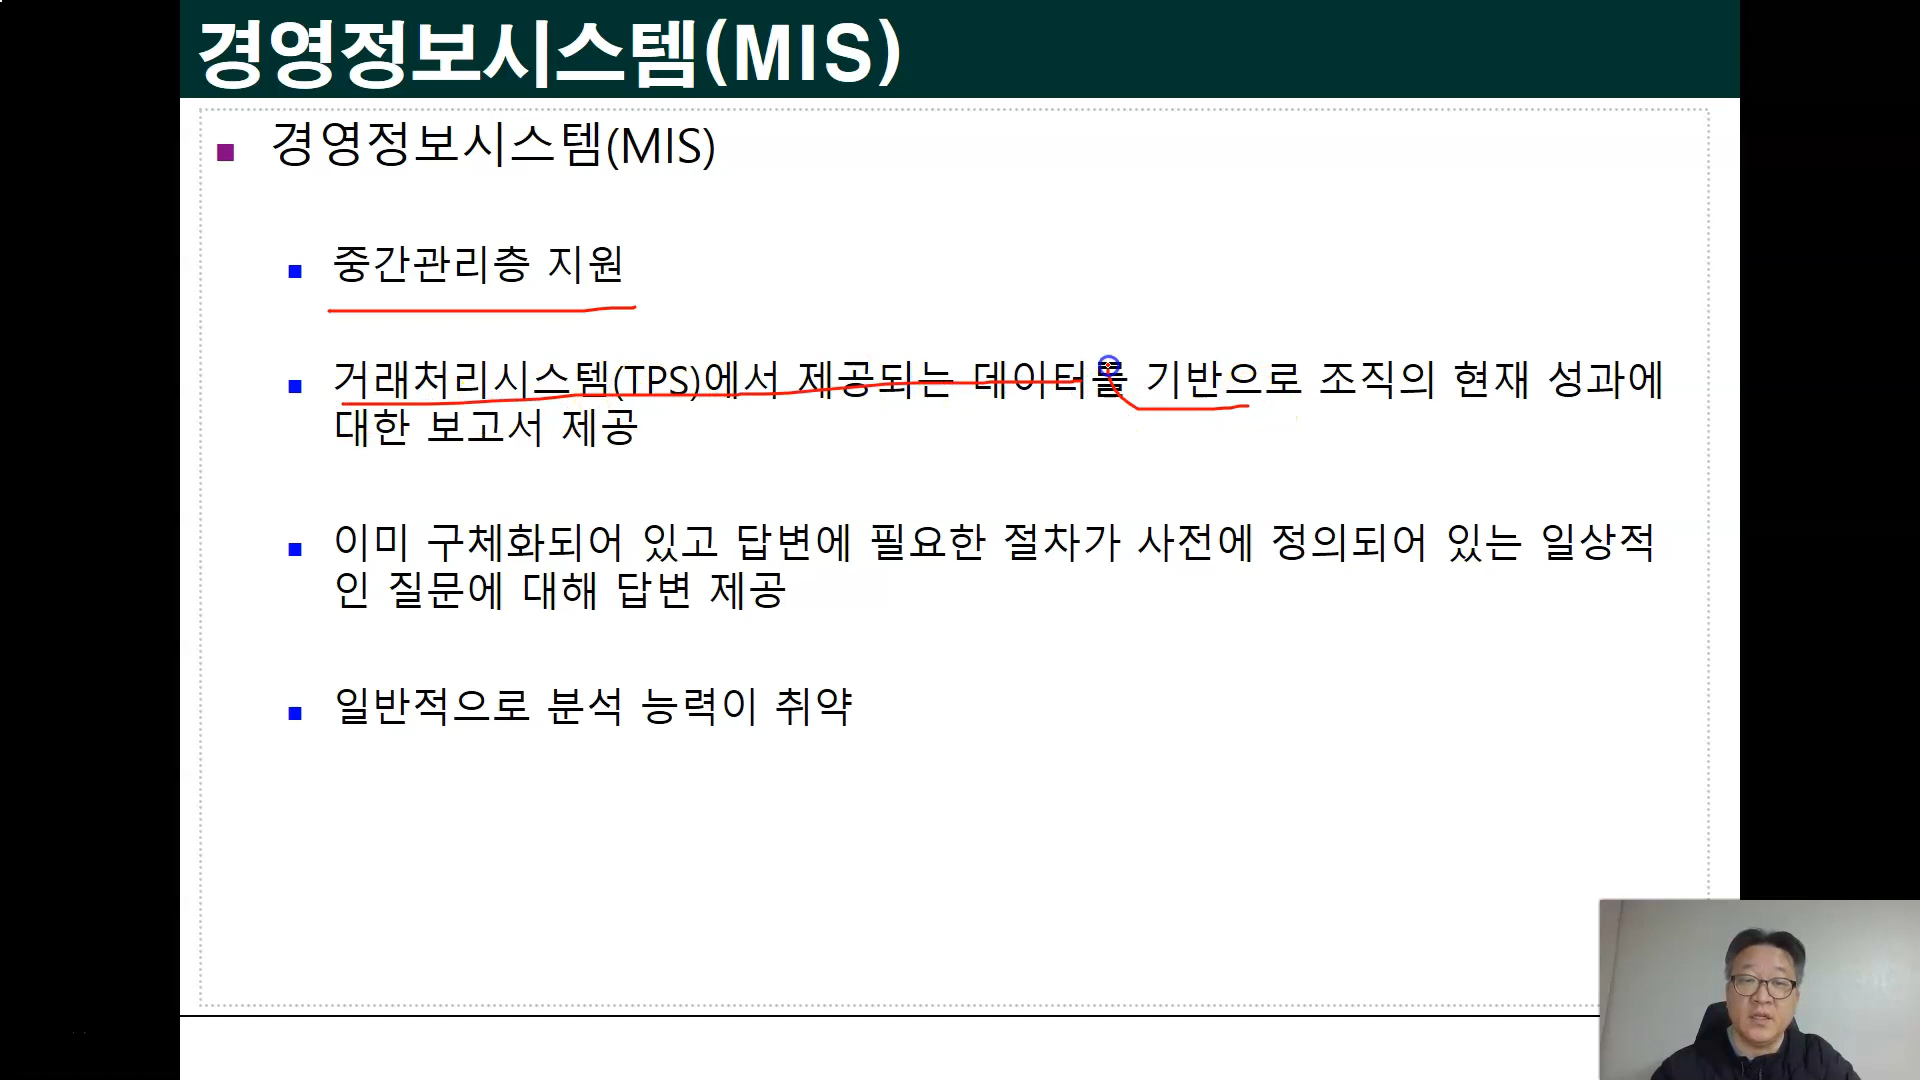 경영정보시스템(MIS)
경영정보시스템(MIS)
중간관리층 지원
거래처리시스템(TPS)에서 제공되는 데이터를 기반으로 조직의 현재 성과에
대한 보고서 제공
이미 구체화되어 있고 답변에 필요한 절차가 사전에 정의되어 있는 일상적
인 질문에 대해 답변 제공
일반적으로 분석 능력이 취약